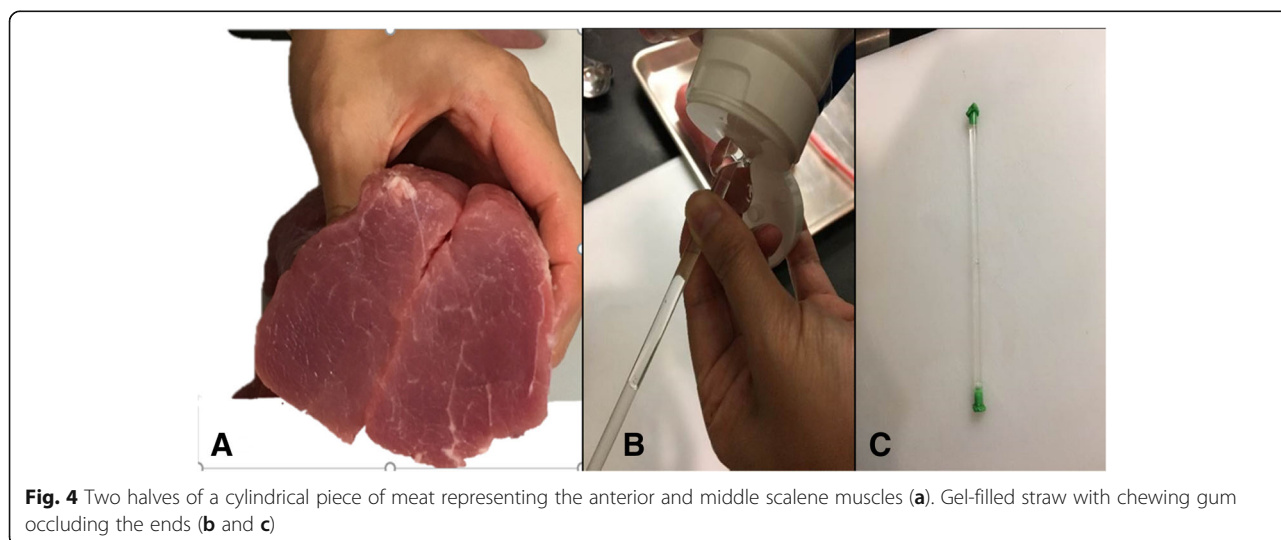 A
B
C
Fig. 4 Two halves of a cylindrical piece of meat representing the anterior and middle scalene muscles (a). Gel-filled straw with chewing gum
occluding the ends (b and c)